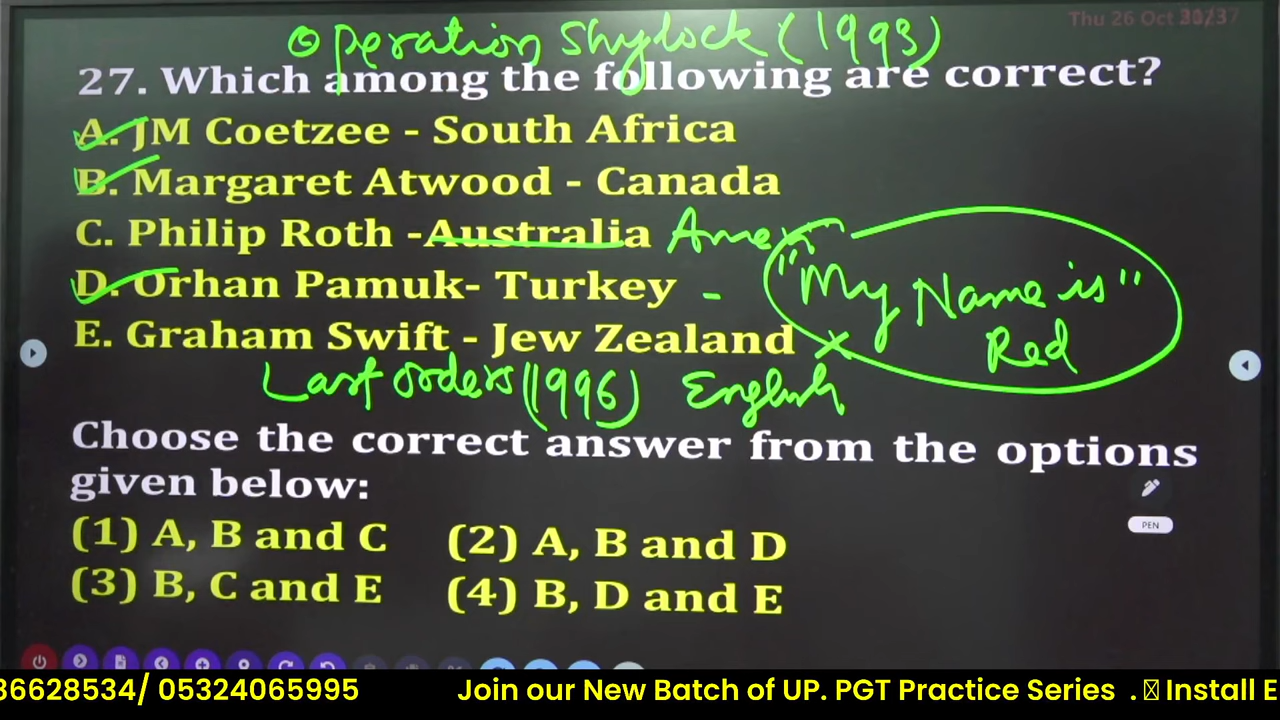 Thu 26 Oct
Operation Shylock (1993)
27. Which among the following are correct?
A. JM Coetzee - South Africa
B. Margaret Atwood - Canada
C. Philip Roth -Australia
D. Orhan Pamuk- Turkey - "My Name is"
Red
E. Graham Swift - Jew Zealand ×
Last orders (1996) English
Choose the correct answer from the options
given below:
PEN
(1) A, B and C (2) A, B and D
(3) B, C and E (4) B, D and E
36628534/ 05324065995 Join our New Batch of UP. PGT Practice Series . Install E